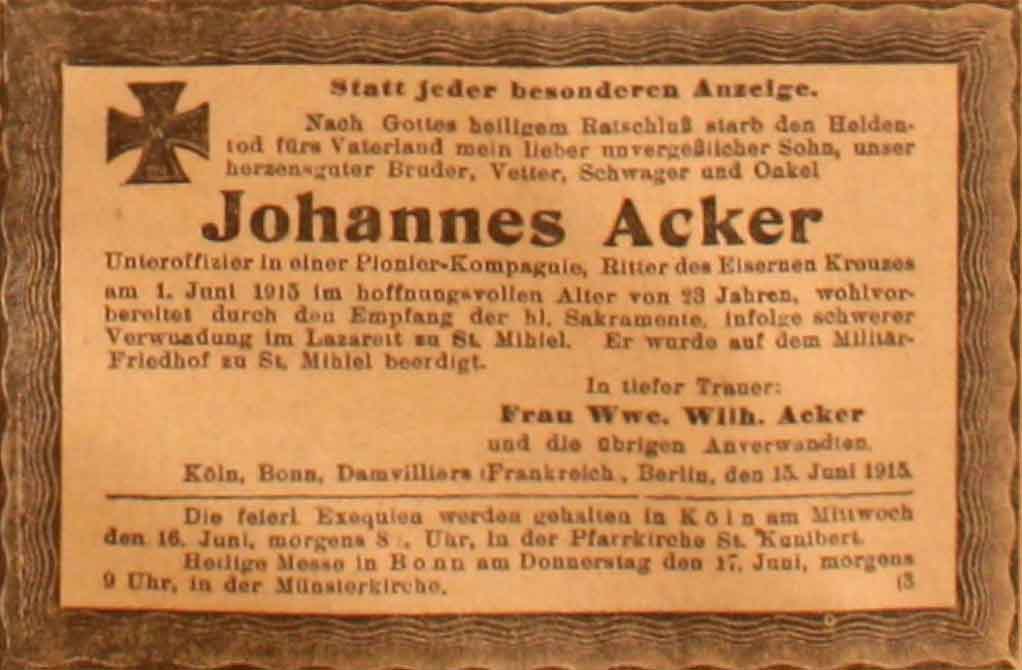 Statt jeder besonderen Anzeige.
Nach Gottes heiligem Ratschluß starb den Helden-
tod fürs Vaterland mein lieber unvergeßlicher Sohn, unser
herzensguter Bruder, Vetter, Schwager und Onkel
Johannes Acker
Unteroffizier in einer Pionier-Kompagnie, Ritter des Eisernen Kreuzes
am 1. Juni 1915 im hoffnungsvollen Alter von 23 Jahren, wohlvor-
bereitet durch den Empfang der hl. Sakramente, infolge schwerer
Verwundung im Lazarett zu St. Mihiel. Er wurde auf dem Militär-
Friedhof zu St. Mihiel beerdigt.
In tiefer Trauer:
Frau Wwe. Wilh. Acker
und die übrigen Anverwandten.
Köln, Bonn, Damvilliers (Frankreich), Berlin, den 15. Juni 1915.
Die feierl. Exequien werden gehalten in Köln am Mittwoch
den 16. Juni, morgens Uhr, in der Pfarrkirche St. Kunibert.
Heilige Messe in Bonn am Donnerstag den 17. Juni, morgens
9 Uhr, in der Münsterkirche. (3